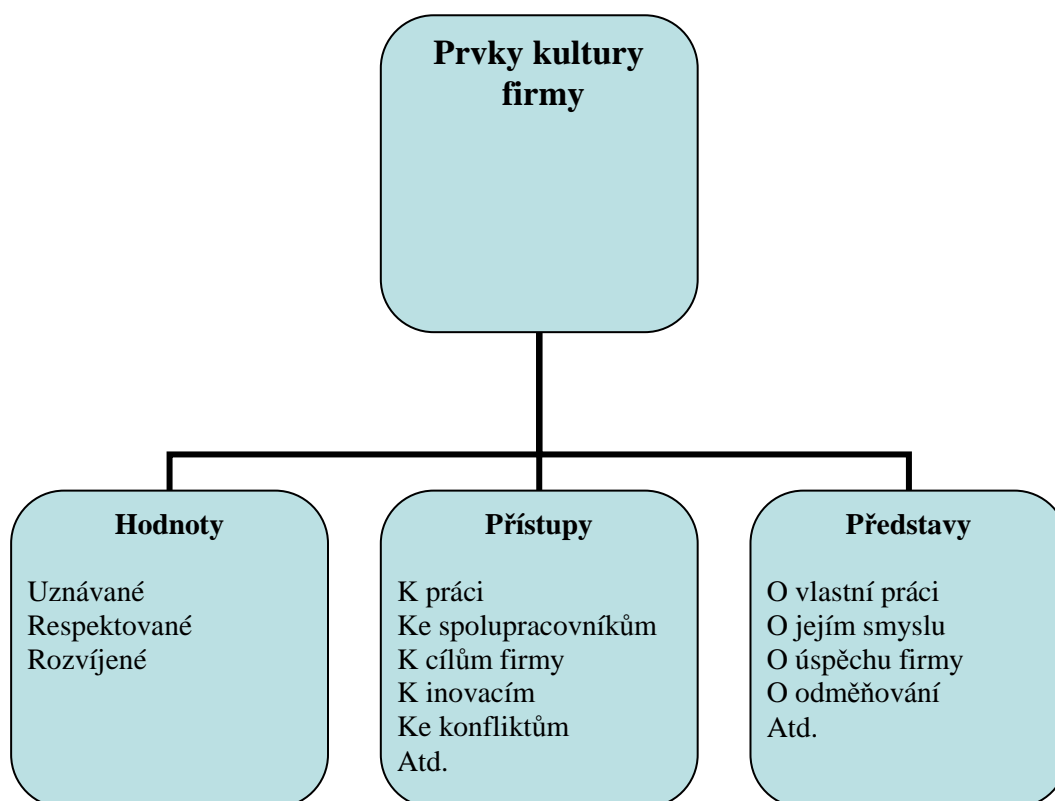 Prvky kultury
firmy
Hodnoty
Uznávané
Respektované
Rozvíjené
Přístupy
K práci
Ke spolupracovníkům
K cílům firmy
K inovacím
Ke konfliktům
Atd.
Představy
O vlastní práci
O jejím smyslu
O úspěchu firmy
O odměňování
Atd.